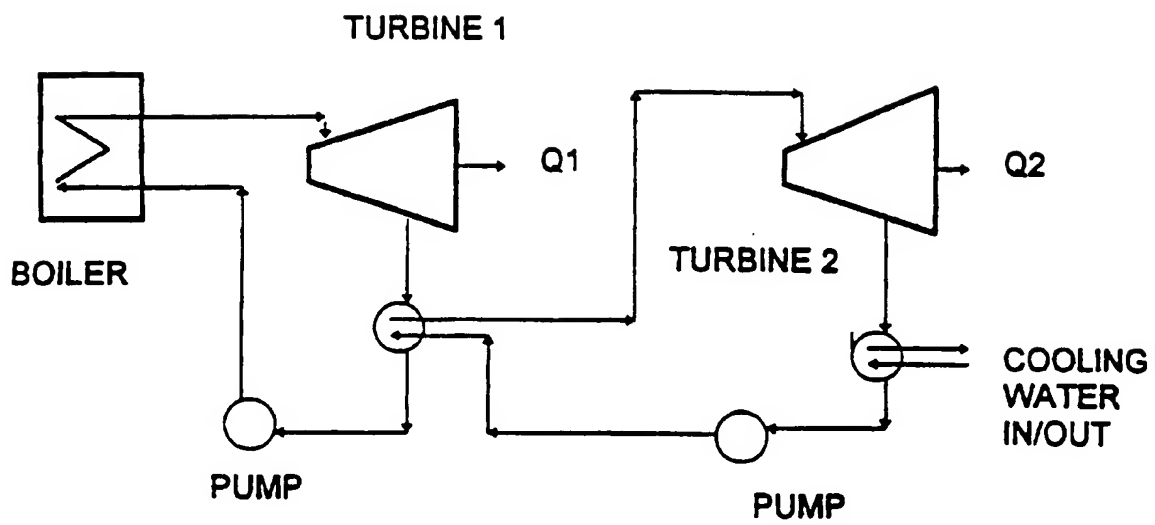 TURBINE 1
Q1
Q2
TURBINE 2
BOILER
COOLING
WATER
IN/OUT
PUMP
PUMP